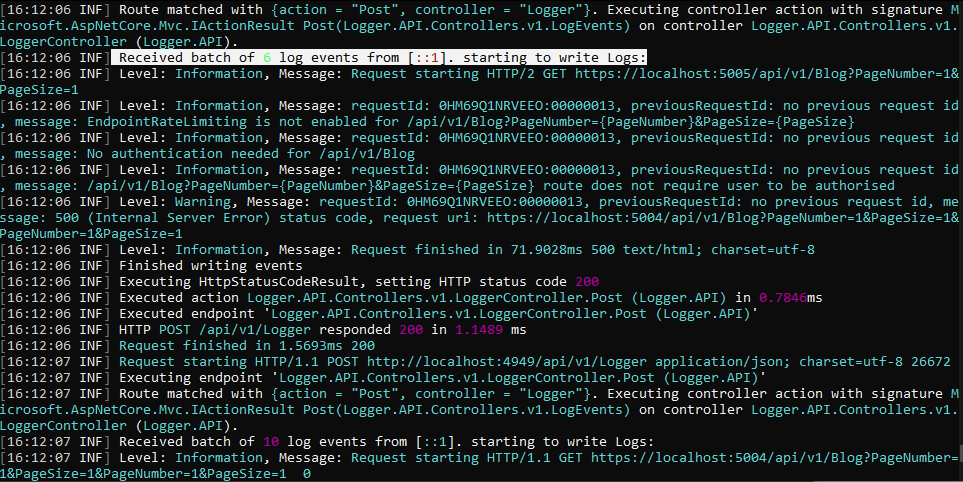 [16:12:06 INF] Route matched with {action = "Post", controller = "Logger"}. Executing controller action with signature M
icrosoft.AspNetCore.Mvc.IActionResult Post(Logger.API.Controllers.v1.LogEvents) on controller Logger.API.Controllers.v1.
LoggerController (Logger.API).
[16:12:06 INF] Received batch of 6 log events from [::1]. starting to write Logs:
[16:12:06 INF] Level: Information, Message: Request starting HTTP/2 GET https://localhost:5005/api/v1/Blog?PageNumber=1&
PageSize=1
[16:12:06 INF] Level: Information, Message: requestId: 0HM69Q1NRVEEO:00000013, previousRequestId: no previous request id
, message: EndpointRateLimiting is not enabled for /api/v1/Blog?PageNumber={PageNumber}&PageSize={PageSize}
[16:12:06 INF] Level: Information, Message: requestId: 0HM69Q1NRVEEO:00000013, previousRequestId: no previous request id
, message: No authentication needed for /api/v1/Blog
[16:12:06 INF] Level: Information, Message: requestId: 0HM69Q1NRVEEO:00000013, previousRequestId: no previous request id
, message: /api/v1/Blog?PageNumber={PageNumber}&PageSize={PageSize} route does not require user to be authorised
[16:12:06 INF] Level: Warning, Message: requestId: 0HM69Q1NRVEEO:00000013, previousRequestId: no previous request id, me
ssage: 500 (Internal Server Error) status code, request uri: https://localhost:5004/api/v1/Blog?PageNumber=1&PageSize=1&
PageNumber=1&PageSize=1
[16:12:06 INF] Level: Information, Message: Request finished in 71.9028ms 500 text/html; charset=utf-8
[16:12:06 INF] Finished writing events
[16:12:06 INF] Executing HttpStatusCodeResult, setting HTTP status code 200
[16:12:06 INF] Executed action Logger.API.Controllers.v1.LoggerController.Post (Logger.API) in 0.7846ms
[16:12:06 INF] Executed endpoint 'Logger.API.Controllers.v1.LoggerController.Post (Logger.API)'
[16:12:06 INF] HTTP POST /api/v1/Logger responded 200 in 1.1489 ms
[16:12:06 INF] Request finished in 1.5693ms 200
[16:12:07 INF] Request starting HTTP/1.1 POST http://localhost:4949/api/v1/Logger application/json; charset=utf-8 26672
[16:12:07 INF] Executing endpoint 'Logger.API.Controllers.v1.LoggerController.Post (Logger.API)'
[16:12:07 INF] Route matched with {action = "Post", controller = "Logger"}. Executing controller action with signature M
icrosoft.AspNetCore.Mvc.IActionResult Post(Logger.API.Controllers.v1.LogEvents) on controller Logger.API.Controllers.v1.
LoggerController (Logger.API).
[16:12:07 INF] Received batch of 10 log events from [::1]. starting to write Logs:
[16:12:07 INF] Level: Information, Message: Request starting HTTP/1.1 GET https://localhost:5004/api/v1/Blog?PageNumber=
1&PageSize=1&PageNumber=1&PageSize=1  0